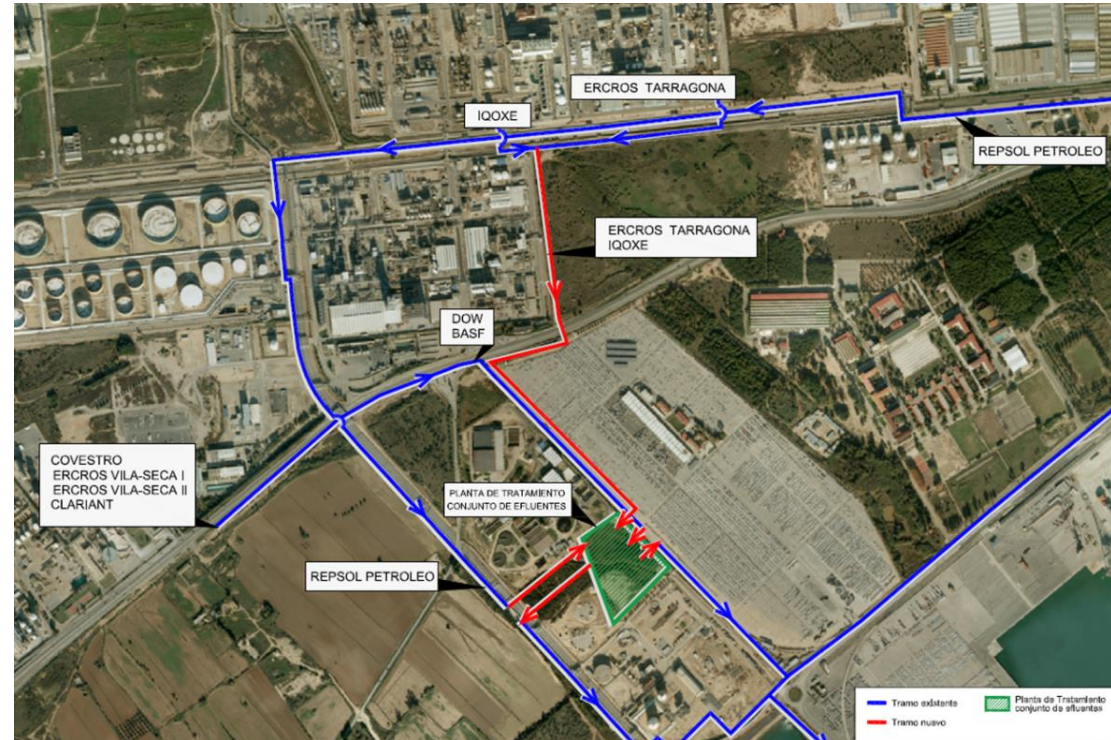 ERCROS TARRAGONA
IQOXE
REPSOL PETROLEO
ERCROS TARRAGONA
IQOXE
DOW
BASF
COVESTRO
ERCROS VILA-SECA I
ERCROS VILA-SECA II
CLARIANT
PLANTA DE TRATAMIENTO
CONJUNTO DE EFLUENTES
REPSOL PETROLEO
Tramo existente
Tramo nuevo
Planta de Tratamiento
conjunto de efluentes